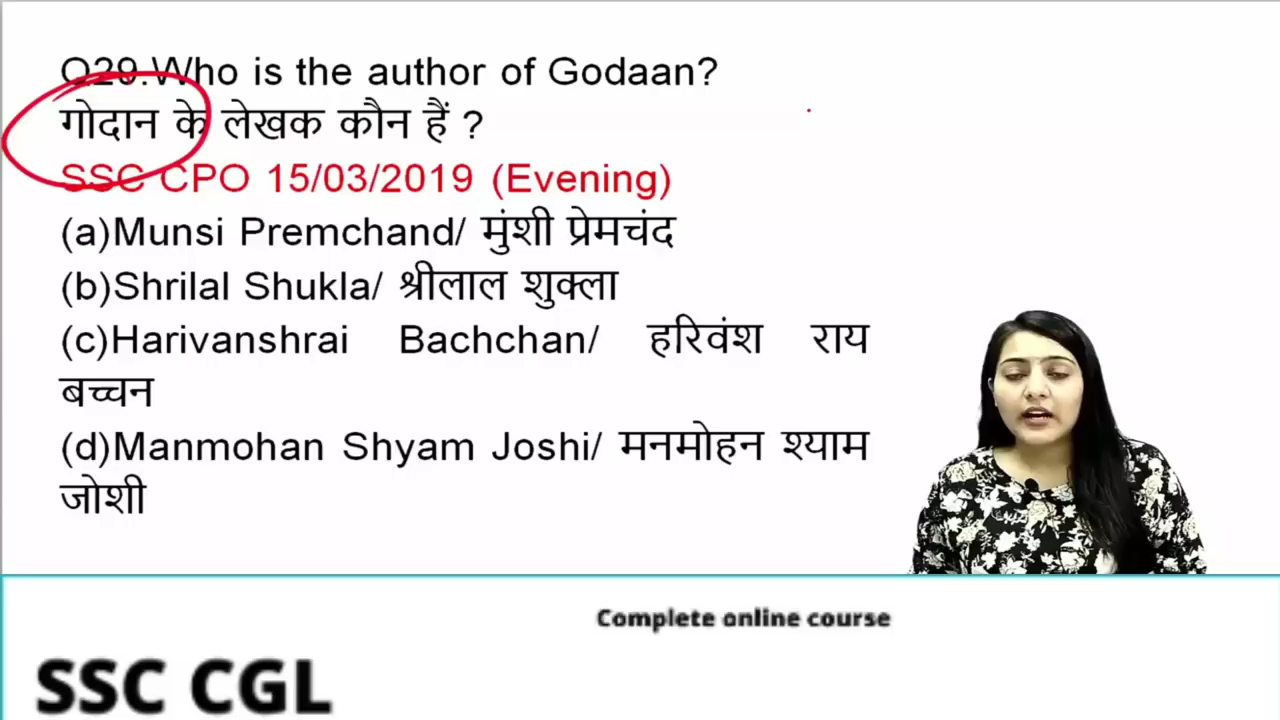 Q29.Who is the author of Godaan?
गोदान के लेखक कौन हैं ?
SSC CPO 15/03/2019 (Evening)
(a)Munsi Premchand/ मुंशी प्रेमचंद
(b)Shrilal Shukla/ श्रीलाल शुक्ला
(c)Harivanshrai Bachchan/ हरिवंश राय
बच्चन
(d)Manmohan Shyam Joshi/ मनमोहन श्याम
जोशी
Complete online course
SSC CGL